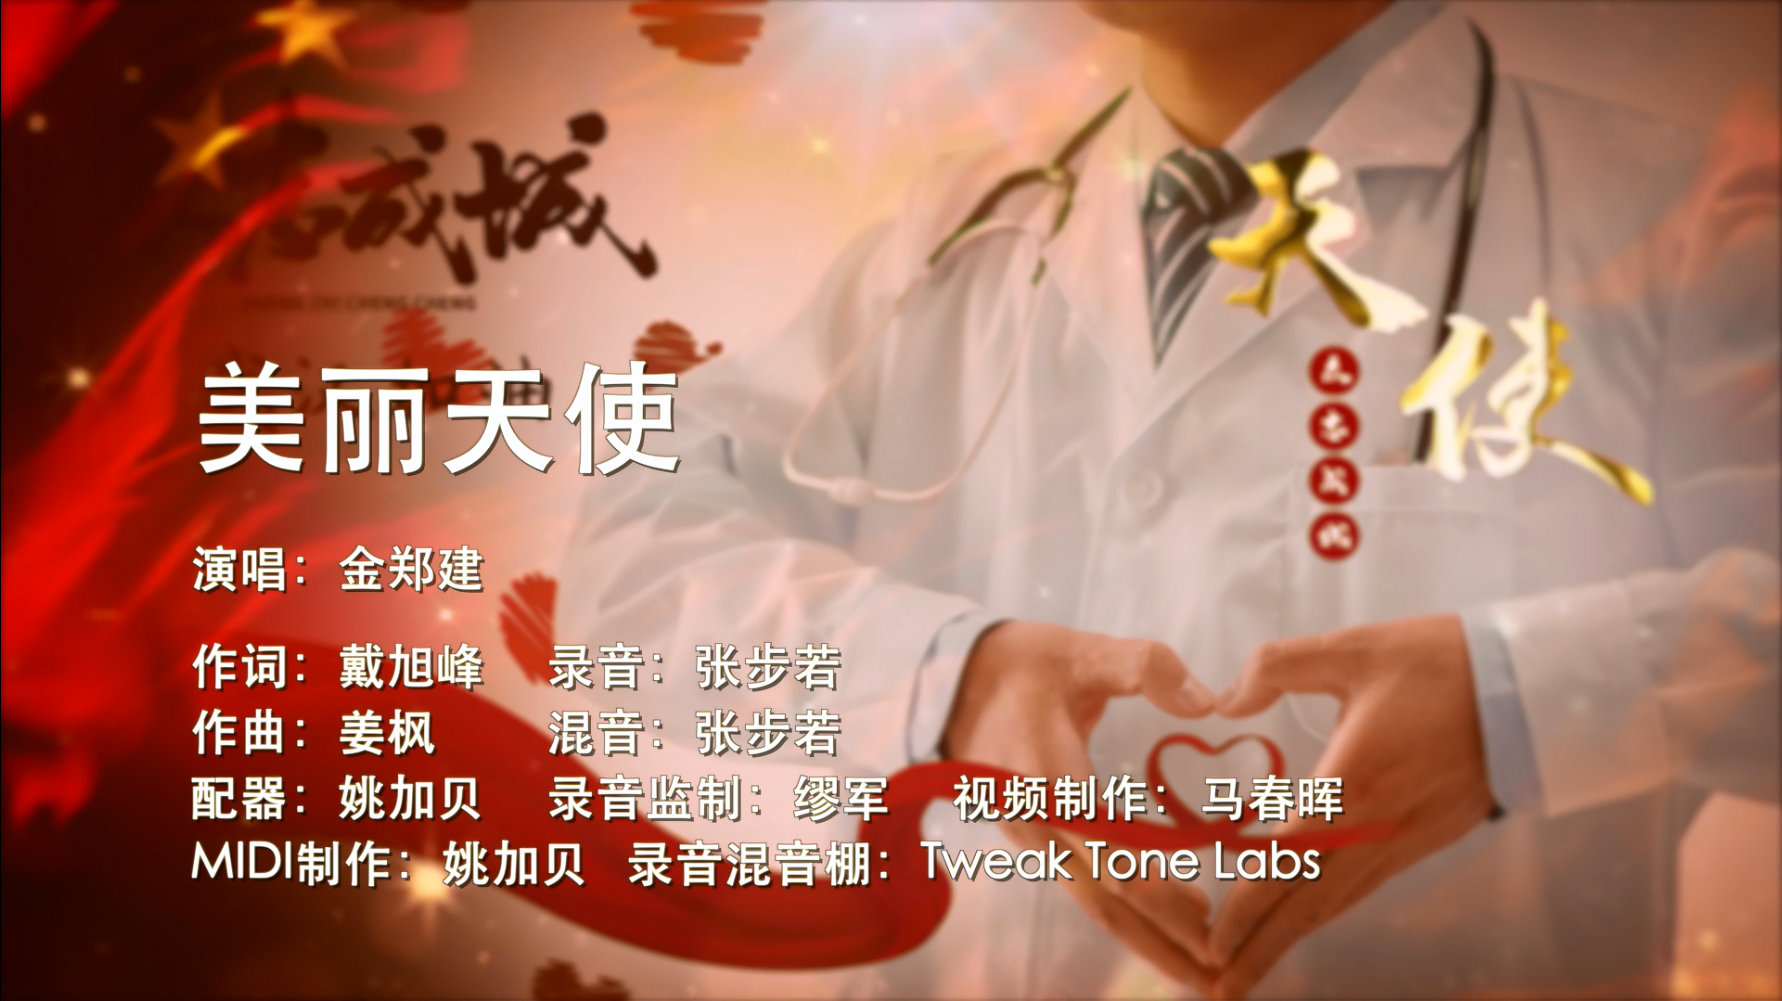 天使
美丽天使
演唱：金郑建
作词：戴旭峰 录音：张步若
作曲：姜枫 混音：张步若
配器：姚加贝 录音监制：缪军 视频制作：马春晖
MIDI制作：姚加贝 录音混音棚：Tweak Tone Labs